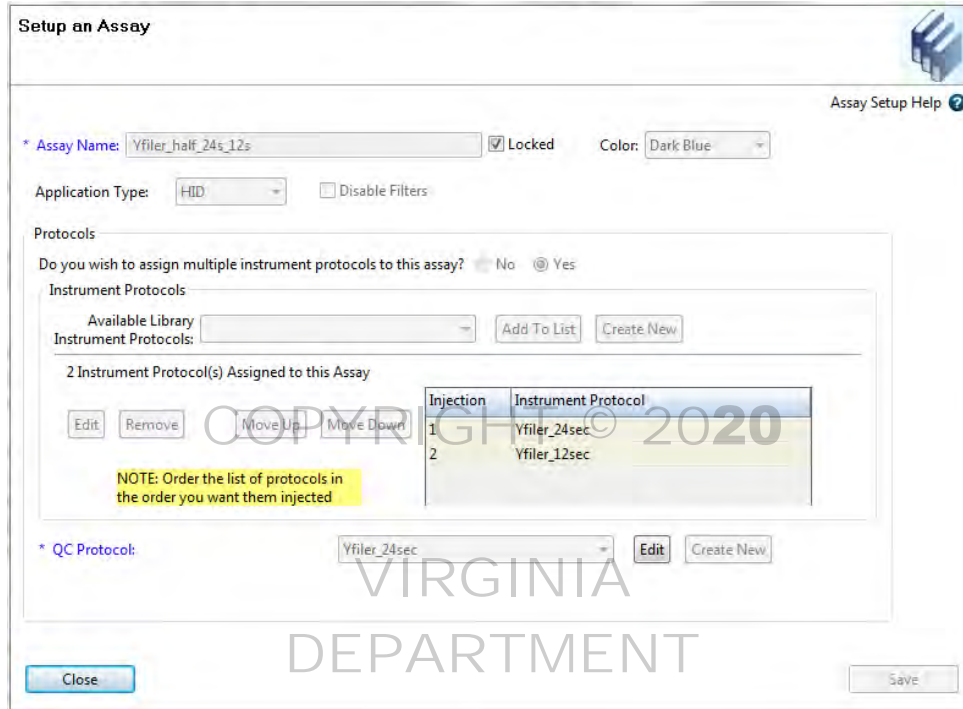 Setup an Assay
Assay Setup Help ?
* Assay Name: Yfiler_half_24s_12s Locked Color: Dark Blue
Application Type: HID Disable Filters
Protocols
Do you wish to assign multiple instrument protocols to this assay? No Yes
Instrument Protocols
Available Library
Instrument Protocols: Add To List Create New
2 Instrument Protocol(s) Assigned to this Assay
Injection Instrument Protocol
Edit Remove Move Up Move Down 1 Yfiler_24sec
COPYRIGHT © 2020
2 Yfiler_12sec
NOTE: Order the list of protocols in
the order you want them injected
* QC Protocol: Yfiler_24sec Edit Create New
VIRGINIA
DEPARTMENT
Close Save